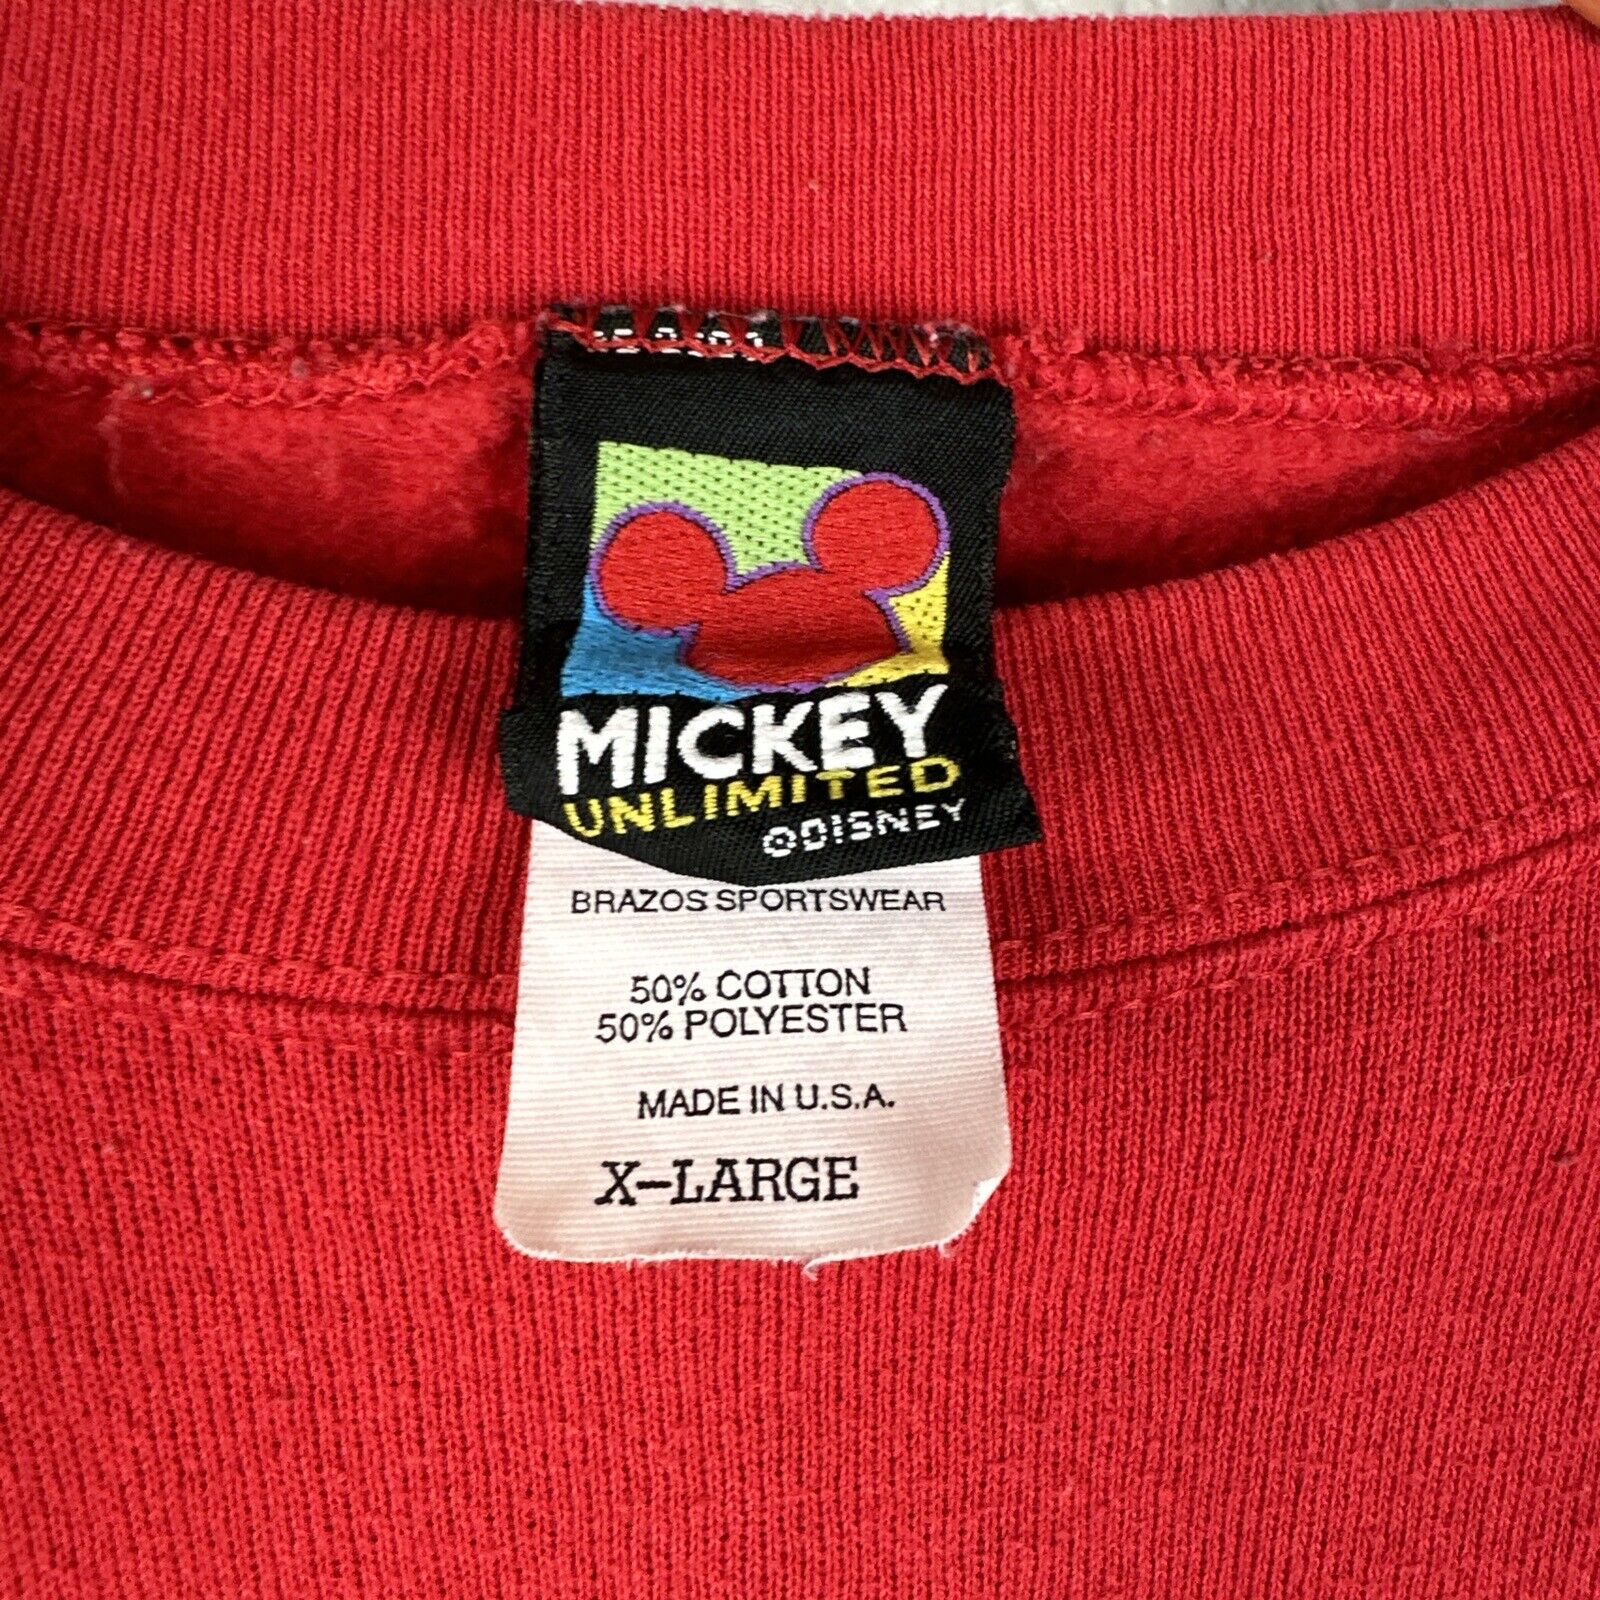 MICKEY
UNLIMITED
©DISNEY
BRAZOS SPORTSWEAR
50% COTTON
50% POLYESTER
MADE IN U.S.A.
X-LARGE